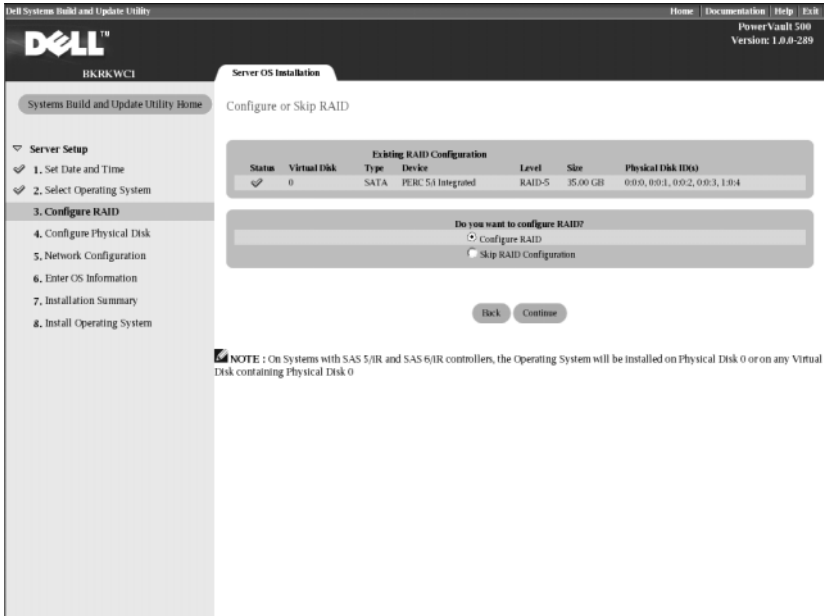 Dell Systems Build and Update Utility
Home Documentation Help Exit
DELL™
PowerVault 500
Version: 1.0.0-289
BKRKWC1
Server OS Installation
Systems Build and Update Utility Home
Configure or Skip RAID
Server Setup
1. Set Date and Time
2. Select Operating System
3. Configure RAID
4. Configure Physical Disk
5. Network Configuration
6. Enter OS Information
7. Installation Summary
8. Install Operating System
Existing RAID Configuration
Status Virtual Disk Type Device Level Size Physical Disk ID(s)
0 SATA PERC 5/i Integrated RAID-5 35.00 GB 0:0:0, 0:0:1, 0:0:2, 0:0:3, 1:0:4
Do you want to configure RAID?
Configure RAID
Skip RAID Configuration
Back Continue
NOTE : On Systems with SAS 5/iR and SAS 6/iR controllers, the Operating System will be installed on Physical Disk 0 or on any Virtual
Disk containing Physical Disk 0